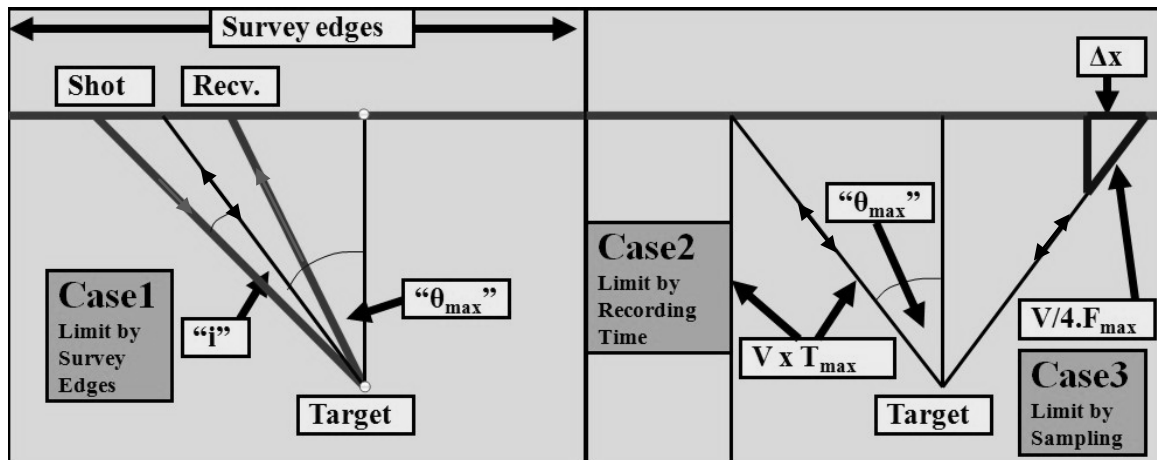 Survey edges
Shot
Recv.
Case1
Limit by
Survey
Edges
“i”
“θmax”
Target
Δx
“θmax”
Case2
Limit by
Recording
Time
V x Tmax
V/4.Fmax
Target
Case3
Limit by
Sampling